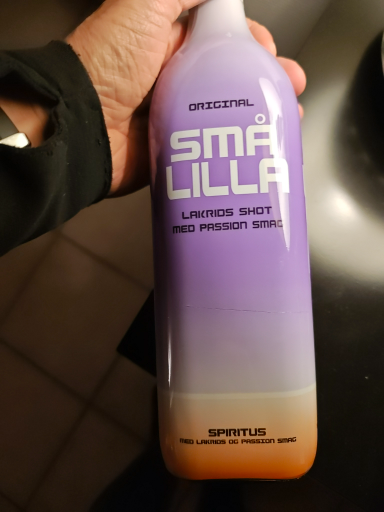 ORIGINAL
SMÅ
LILLA
LAKRIDS SHOT
MED PASSION SMAG
SPIRITUS
MED LAKRIDS OG PASSION SMAG